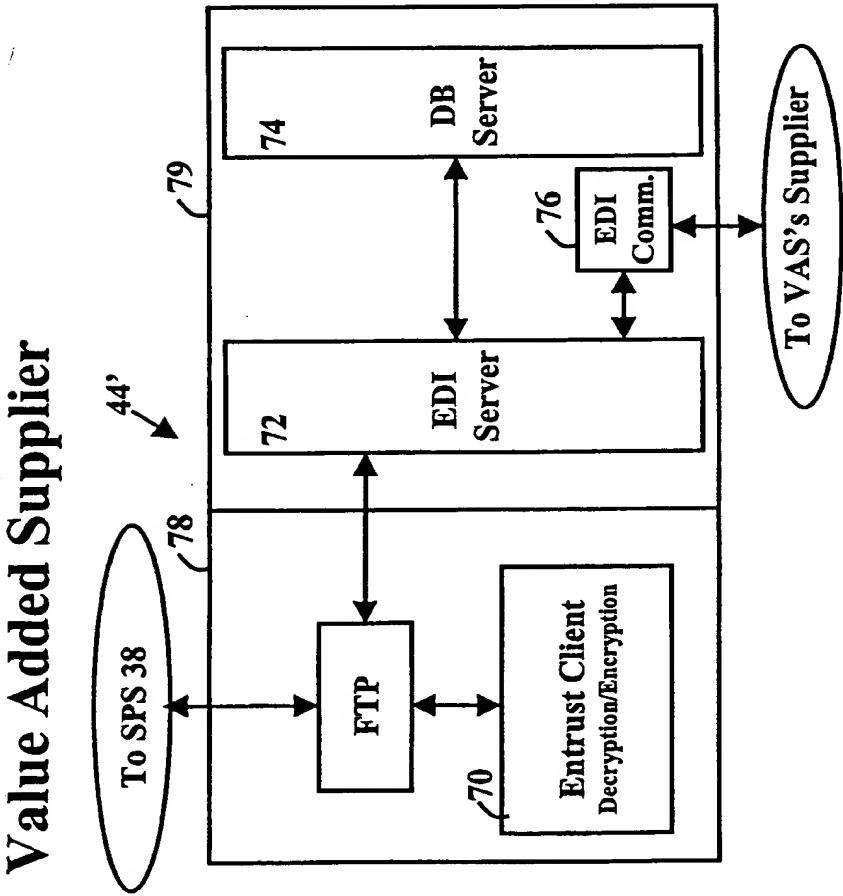 Value Added Supplier
To SPS 38
44'
78
79
FTP
70
Entrust Client
Decryption/Encryption
72
EDI
Server
74
DB
Server
76
EDI
Comm.
To VAS's Supplier